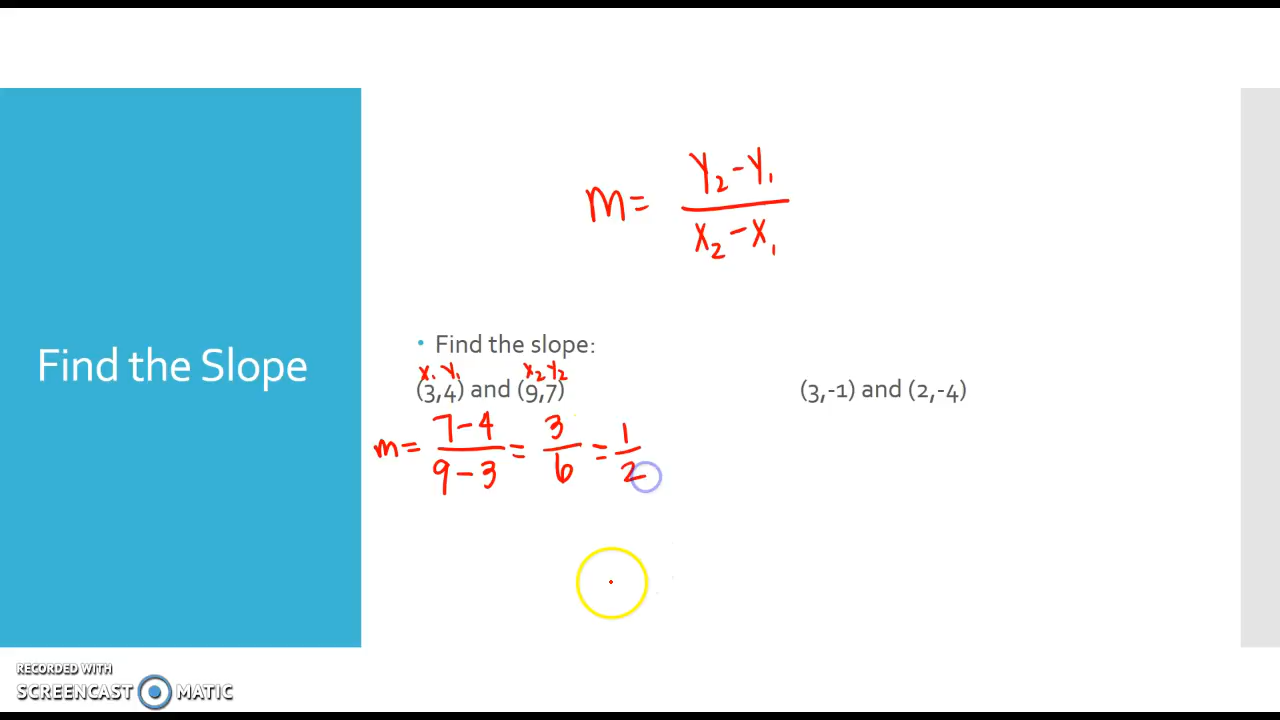 m = y₂ - y₁ / x₂ - x₁
Find the Slope
• Find the slope:
x₁ y₁ x₂ y₂
(3,4) and (9,7)
(3,-1) and (2,-4)
m = 7 - 4 / 9 - 3 = 3 / 6 = 1 / 2
RECORDED WITH
SCREENCAST MATIC